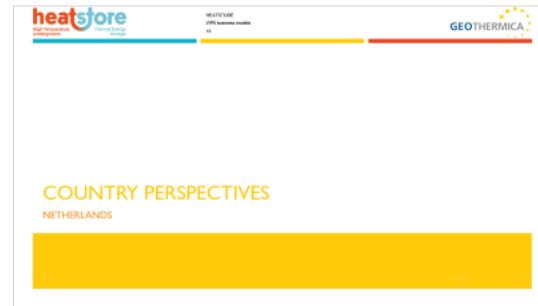 heatstore
High Temperature Underground Thermal Energy Storage
HEATSTORE
WP6 business models
GEOTHERMICA
COUNTRY PERSPECTIVES
NETHERLANDS